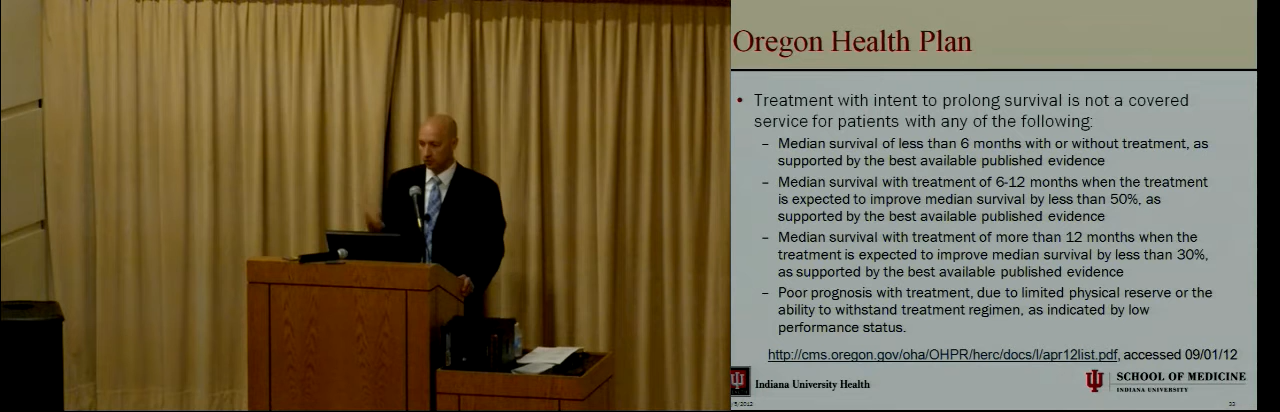 Oregon Health Plan
• Treatment with intent to prolong survival is not a covered
service for patients with any of the following:
– Median survival of less than 6 months with or without treatment, as
supported by the best available published evidence
– Median survival with treatment of 6-12 months when the treatment
is expected to improve median survival by less than 50%, as
supported by the best available published evidence
– Median survival with treatment of more than 12 months when the
treatment is expected to improve median survival by less than 30%,
as supported by the best available published evidence
– Poor prognosis with treatment, due to limited physical reserve or the
ability to withstand treatment regimen, as indicated by low
performance status.
http://cms.oregon.gov/oha/OHPR/herc/docs/l/apr12list.pdf, accessed 09/01/12
Indiana University Health
SCHOOL OF MEDICINE
INDIANA UNIVERSITY